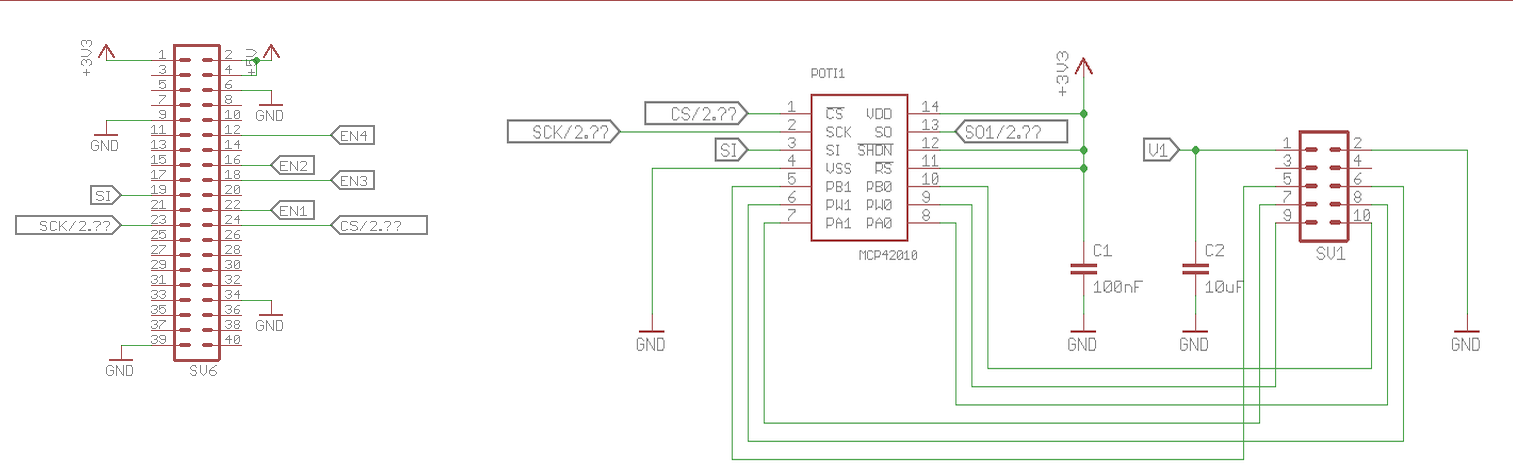 +3V3
+5V
1 2
3 4
5 6
7 8
9 10
11 12
13 14
15 16
17 18
19 20
21 22
23 24
25 26
27 28
29 30
31 32
33 34
35 36
37 38
39 40
GND
GND
EN4
EN2
EN3
SI
EN1
SCK/2.??
CS/2.??
GND
GND
SV6
POTI1
+3V3
CS/2.??
SCK/2.??
SI
SO1/2.??
1 CS VDD 14
2 SCK SO 13
3 SI SHDN 12
4 VSS RS 11
5 PB1 PB0 10
6 PW1 PW0 9
7 PA1 PA0 8
MCP42010
GND
C1
100nF
GND
V1
C2
10uF
GND
1 2
3 4
5 6
7 8
9 10
SV1
GND